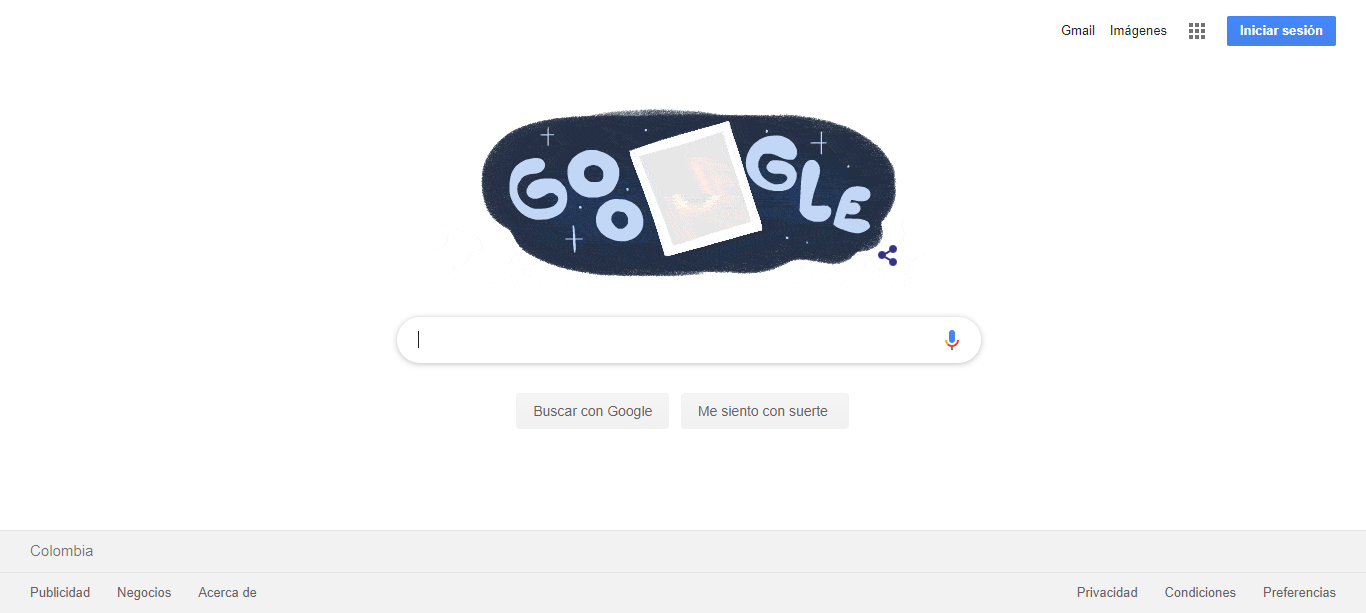 Gmail Imágenes Iniciar sesión
GOOGLE
Buscar con Google Me siento con suerte
Colombia
Publicidad Negocios Acerca de Privacidad Condiciones Preferencias